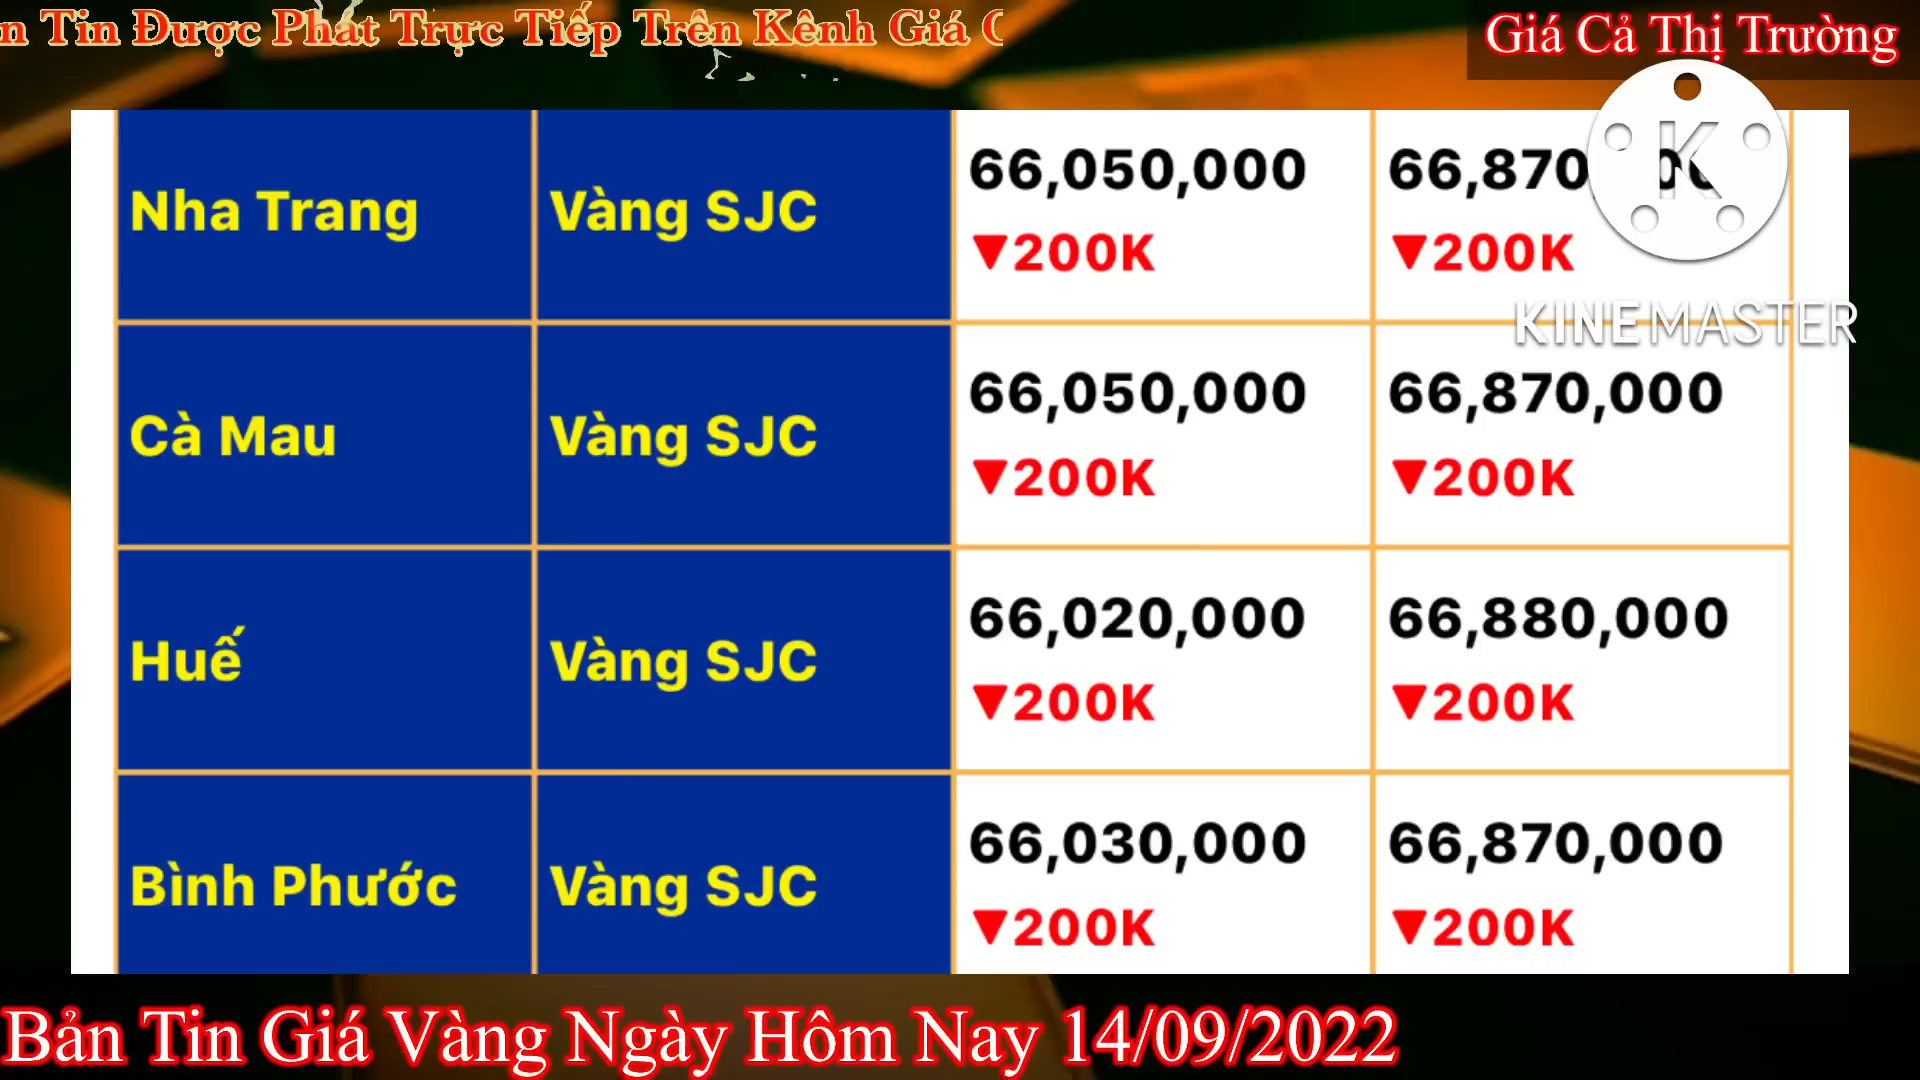 Tin Được Phát Trực Tiếp Trên Kênh Giá
Giá Cả Thị Trường
Nha Trang Vàng SJC 66,050,000 66,870
▼200K ▼200K
K
KINEMASTER
Cà Mau Vàng SJC 66,050,000 66,870,000
▼200K ▼200K
Huế Vàng SJC 66,020,000 66,880,000
▼200K ▼200K
Bình Phước Vàng SJC 66,030,000 66,870,000
▼200K ▼200K
Bản Tin Giá Vàng Ngày Hôm Nay 14/09/2022